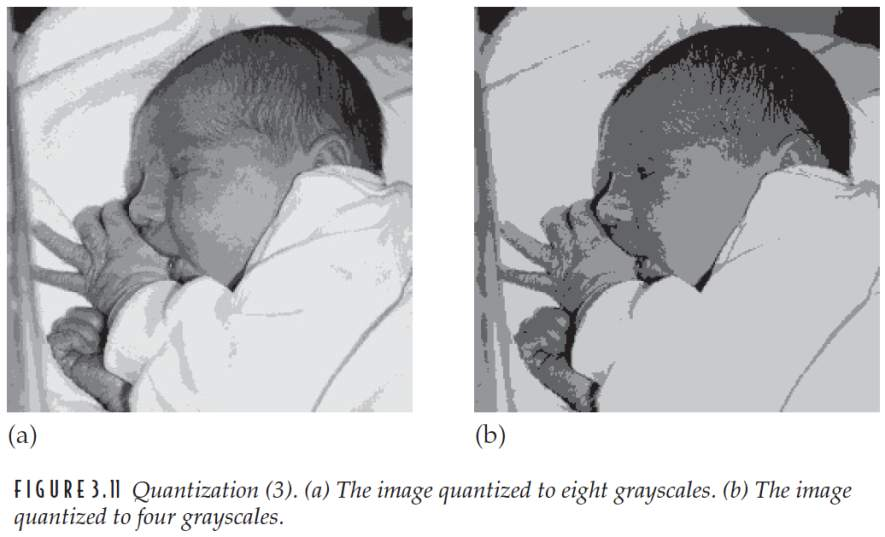 (a) (b)
FIGURE 3.11 Quantization (3). (a) The image quantized to eight grayscales. (b) The image
quantized to four grayscales.